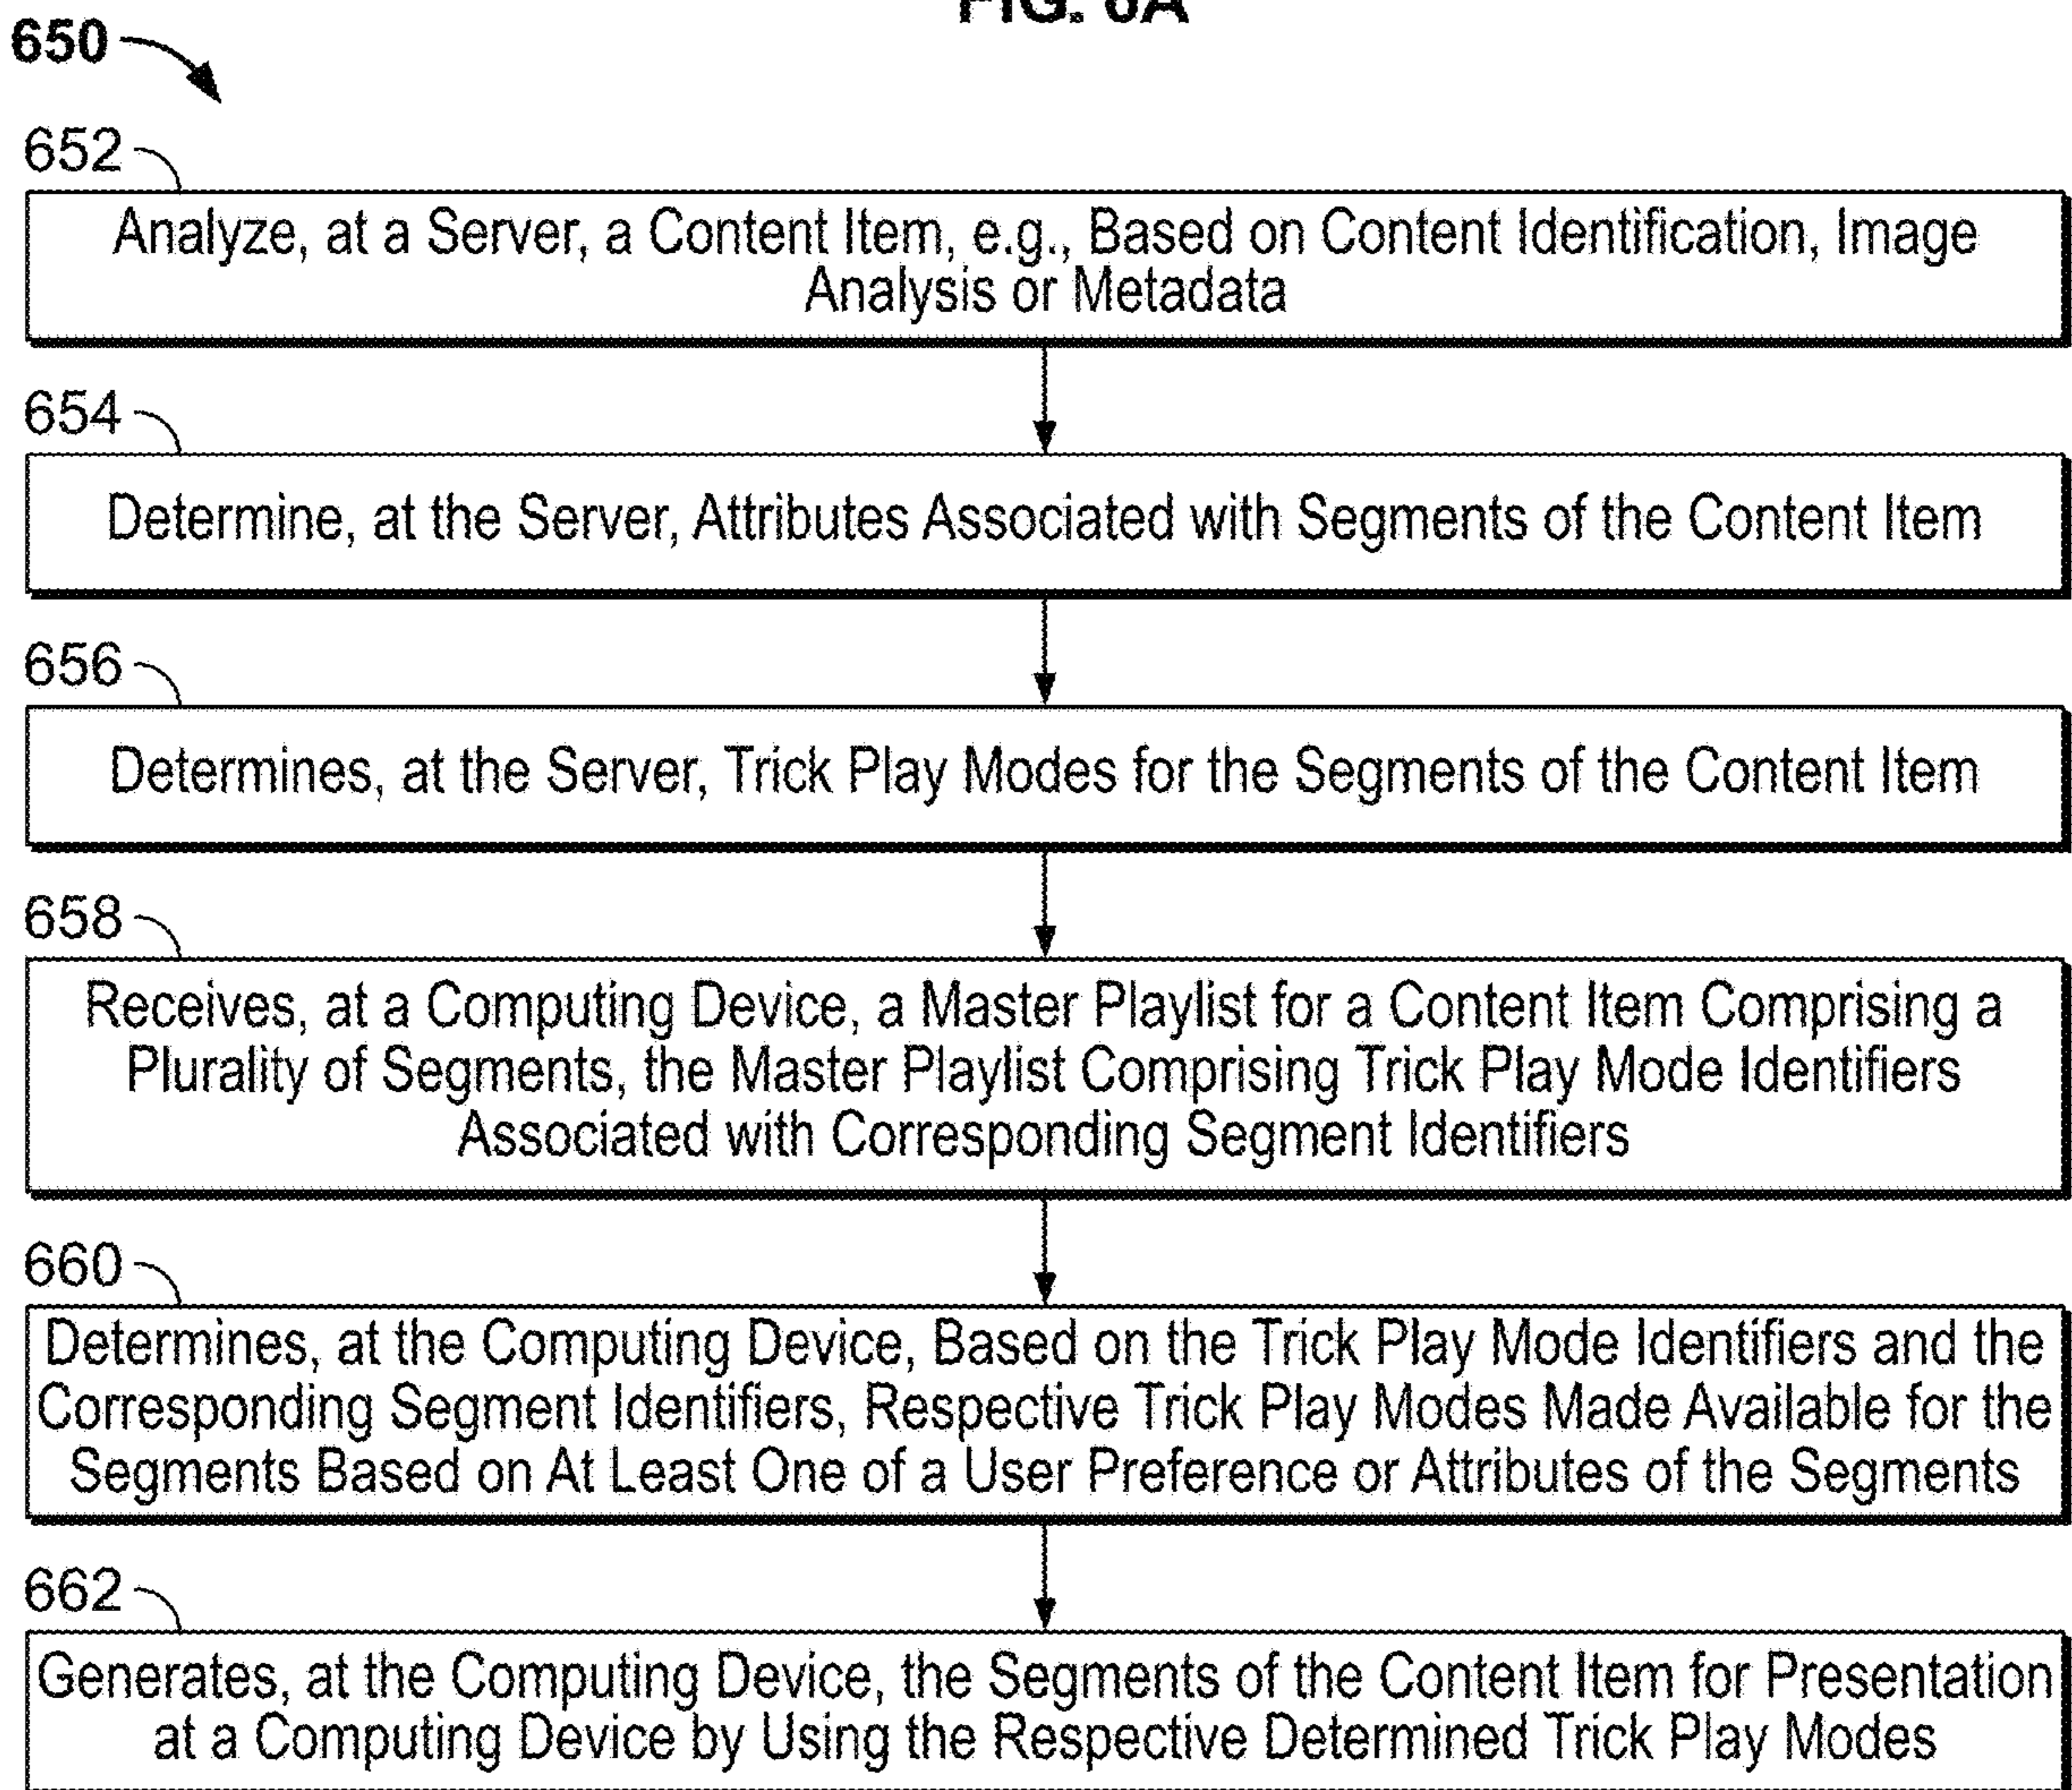 FIG. 6A
650
652
Analyze, at a Server, a Content Item, e.g., Based on Content Identification, Image
Analysis or Metadata
654
Determine, at the Server, Attributes Associated with Segments of the Content Item
656
Determines, at the Server, Trick Play Modes for the Segments of the Content Item
658
Receives, at a Computing Device, a Master Playlist for a Content Item Comprising a
Plurality of Segments, the Master Playlist Comprising Trick Play Mode Identifiers
Associated with Corresponding Segment Identifiers
660
Determines, at the Computing Device, Based on the Trick Play Mode Identifiers and the
Corresponding Segment Identifiers, Respective Trick Play Modes Made Available for the
Segments Based on At Least One of a User Preference or Attributes of the Segments
662
Generates, at the Computing Device, the Segments of the Content Item for Presentation
at a Computing Device by Using the Respective Determined Trick Play Modes